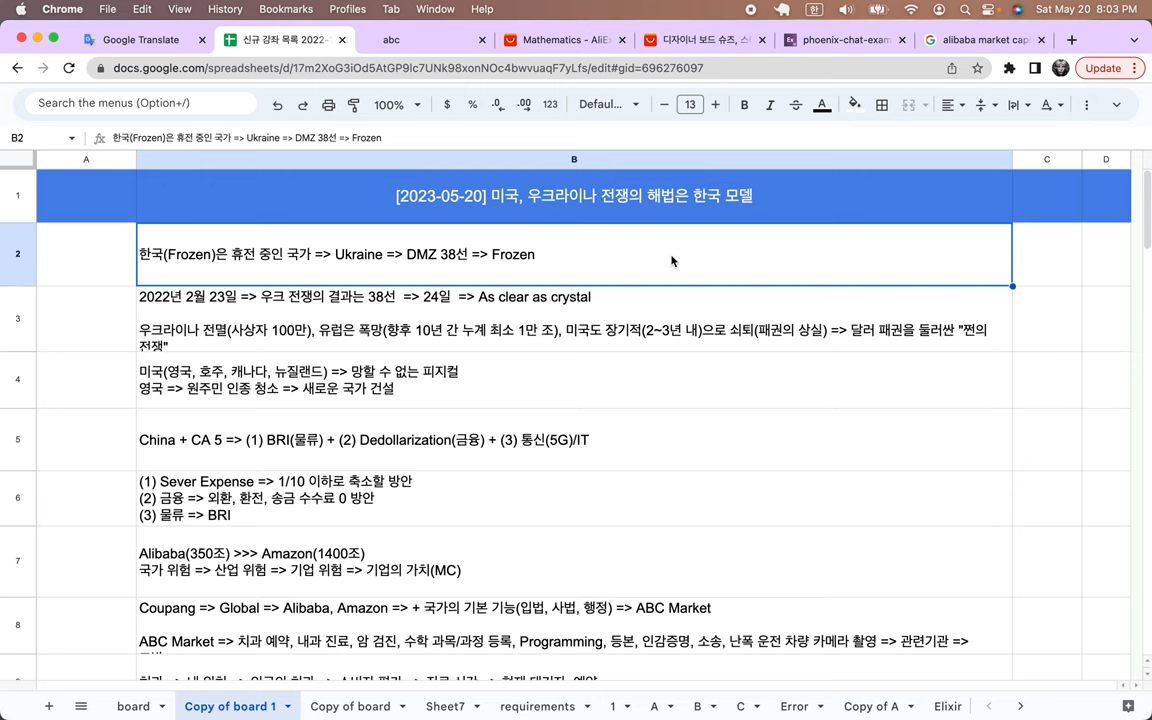 Chrome File Edit View History Bookmarks Profiles Tab Window Help 한 Sat May 20 8:03 PM
Google Translate 신규 강좌 목록 2022- abc Mathematics - AliEx 디자이너 보드 슈즈, 스 phoenix-chat-exam alibaba market cap
docs.google.com/spreadsheets/d/17m2XoG3iOd5AtGP9lc7UNk98xonNOc4bwvuaqF7yLfs/edit#gid=696276097 Update
Search the menus (Option+/) 100% $ % .0 .00 123 Defaul... 13 B I S A
B2 fx 한국(Frozen)은 휴전 중인 국가 => Ukraine => DMZ 38선 => Frozen
A B C D
1 [2023-05-20] 미국, 우크라이나 전쟁의 해법은 한국 모델
2 한국(Frozen)은 휴전 중인 국가 => Ukraine => DMZ 38선 => Frozen
2022년 2월 23일 => 우크 전쟁의 결과는 38선 => 24일 => As clear as crystal
3 우크라이나 전멸(사상자 100만), 유럽은 폭망(향후 10년 간 누계 최소 1만 조), 미국도 장기적(2~3년 내)으로 쇠퇴(패권의 상실) => 달러 패권을 둘러싼 "쩐의
전쟁"
4 미국(영국, 호주, 캐나다, 뉴질랜드) => 망할 수 없는 피지컬
영국 => 원주민 인종 청소 => 새로운 국가 건설
5 China + CA 5 => (1) BRI(물류) + (2) Dedollarization(금융) + (3) 통신(5G)/IT
(1) Sever Expense => 1/10 이하로 축소할 방안
6 (2) 금융 => 외환, 환전, 송금 수수료 0 방안
(3) 물류 => BRI
7 Alibaba(350조) >>> Amazon(1400조)
국가 위험 => 산업 위험 => 기업 위험 => 기업의 가치(MC)
Coupang => Global => Alibaba, Amazon => + 국가의 기본 기능(입법, 사법, 행정) => ABC Market
8
ABC Market => 치과 예약, 내과 진료, 암 검진, 수학 과목/과정 등록, Programming, 등본, 인감증명, 소송, 난폭 운전 차량 카메라 촬영 => 관련기관 =>
board Copy of board 1 Copy of board Sheet7 requirements 1 A B C Error Copy of A Elixir